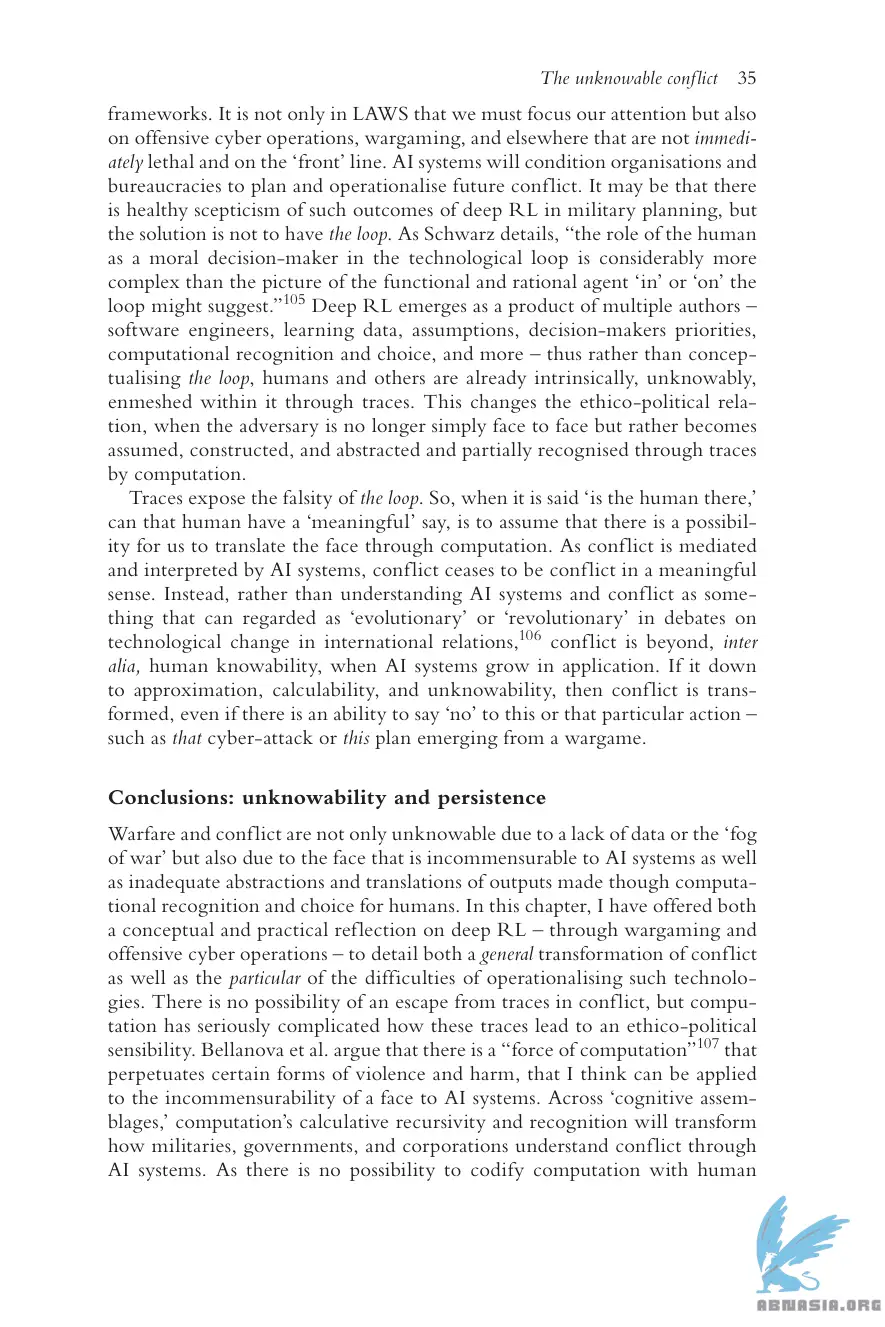 The unknowable conflict 35
frameworks. It is not only in LAWS that we must focus our attention but also
on offensive cyber operations, wargaming, and elsewhere that are not immedi-
ately lethal and on the ‘front’ line. AI systems will condition organisations and
bureaucracies to plan and operationalise future conflict. It may be that there
is healthy scepticism of such outcomes of deep RL in military planning, but
the solution is not to have the loop. As Schwarz details, “the role of the human
as a moral decision-maker in the technological loop is considerably more
complex than the picture of the functional and rational agent ‘in’ or ‘on’ the
loop might suggest.”105 Deep RL emerges as a product of multiple authors –
software engineers, learning data, assumptions, decision-makers priorities,
computational recognition and choice, and more – thus rather than concep-
tualising the loop, humans and others are already intrinsically, unknowably,
enmeshed within it through traces. This changes the ethico-political rela-
tion, when the adversary is no longer simply face to face but rather becomes
assumed, constructed, and abstracted and partially recognised through traces
by computation.
Traces expose the falsity of the loop. So, when it is said ‘is the human there,’
can that human have a ‘meaningful’ say, is to assume that there is a possibil-
ity for us to translate the face through computation. As conflict is mediated
and interpreted by AI systems, conflict ceases to be conflict in a meaningful
sense. Instead, rather than understanding AI systems and conflict as some-
thing that can regarded as ‘evolutionary’ or ‘revolutionary’ in debates on
technological change in international relations,106 conflict is beyond, inter
alia, human knowability, when AI systems grow in application. If it down
to approximation, calculability, and unknowability, then conflict is trans-
formed, even if there is an ability to say ‘no’ to this or that particular action –
such as that cyber-attack or this plan emerging from a wargame.
Conclusions: unknowability and persistence
Warfare and conflict are not only unknowable due to a lack of data or the ‘fog
of war’ but also due to the face that is incommensurable to AI systems as well
as inadequate abstractions and translations of outputs made though computa-
tional recognition and choice for humans. In this chapter, I have offered both
a conceptual and practical reflection on deep RL – through wargaming and
offensive cyber operations – to detail both a general transformation of conflict
as well as the particular of the difficulties of operationalising such technolo-
gies. There is no possibility of an escape from traces in conflict, but compu-
tation has seriously complicated how these traces lead to an ethico-political
sensibility. Bellanova et al. argue that there is a “force of computation”107 that
perpetuates certain forms of violence and harm, that I think can be applied
to the incommensurability of a face to AI systems. Across ‘cognitive assem-
blages,’ computation’s calculative recursivity and recognition will transform
how militaries, governments, and corporations understand conflict through
AI systems. As there is no possibility to codify computation with human
ABNASIA.ORG